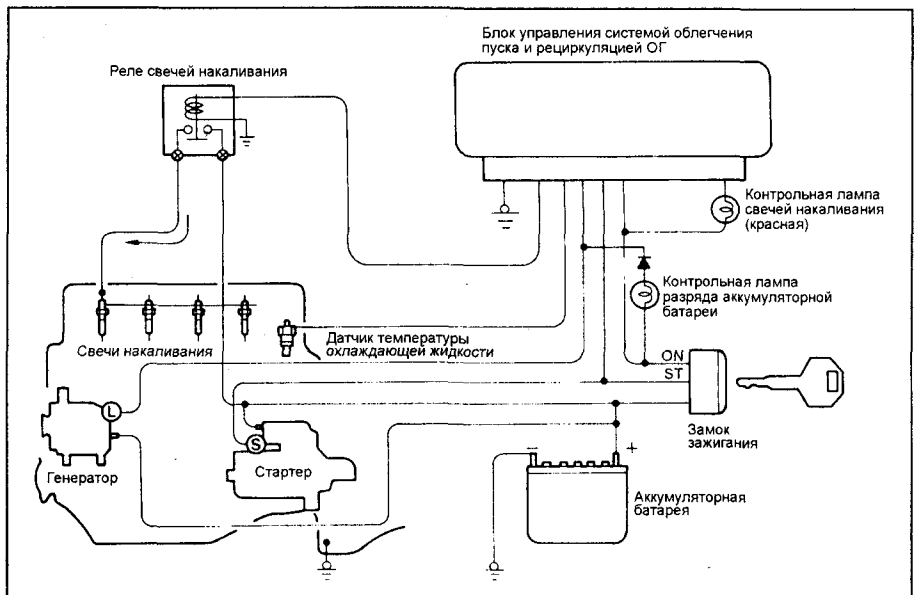 Блок управления системой облегчения
пуска и рециркуляцией ОГ
Реле свечей накаливания
Контрольная лампа
свечей накаливания
(красная)
Контрольная лампа
разряда аккумуляторной
батареи
Датчик температуры
охлаждающей жидкости
Свечи накаливания
ON
ST
L
S
Замок
зажигания
Генератор
Стартер
− +
Аккумуляторная
батарея